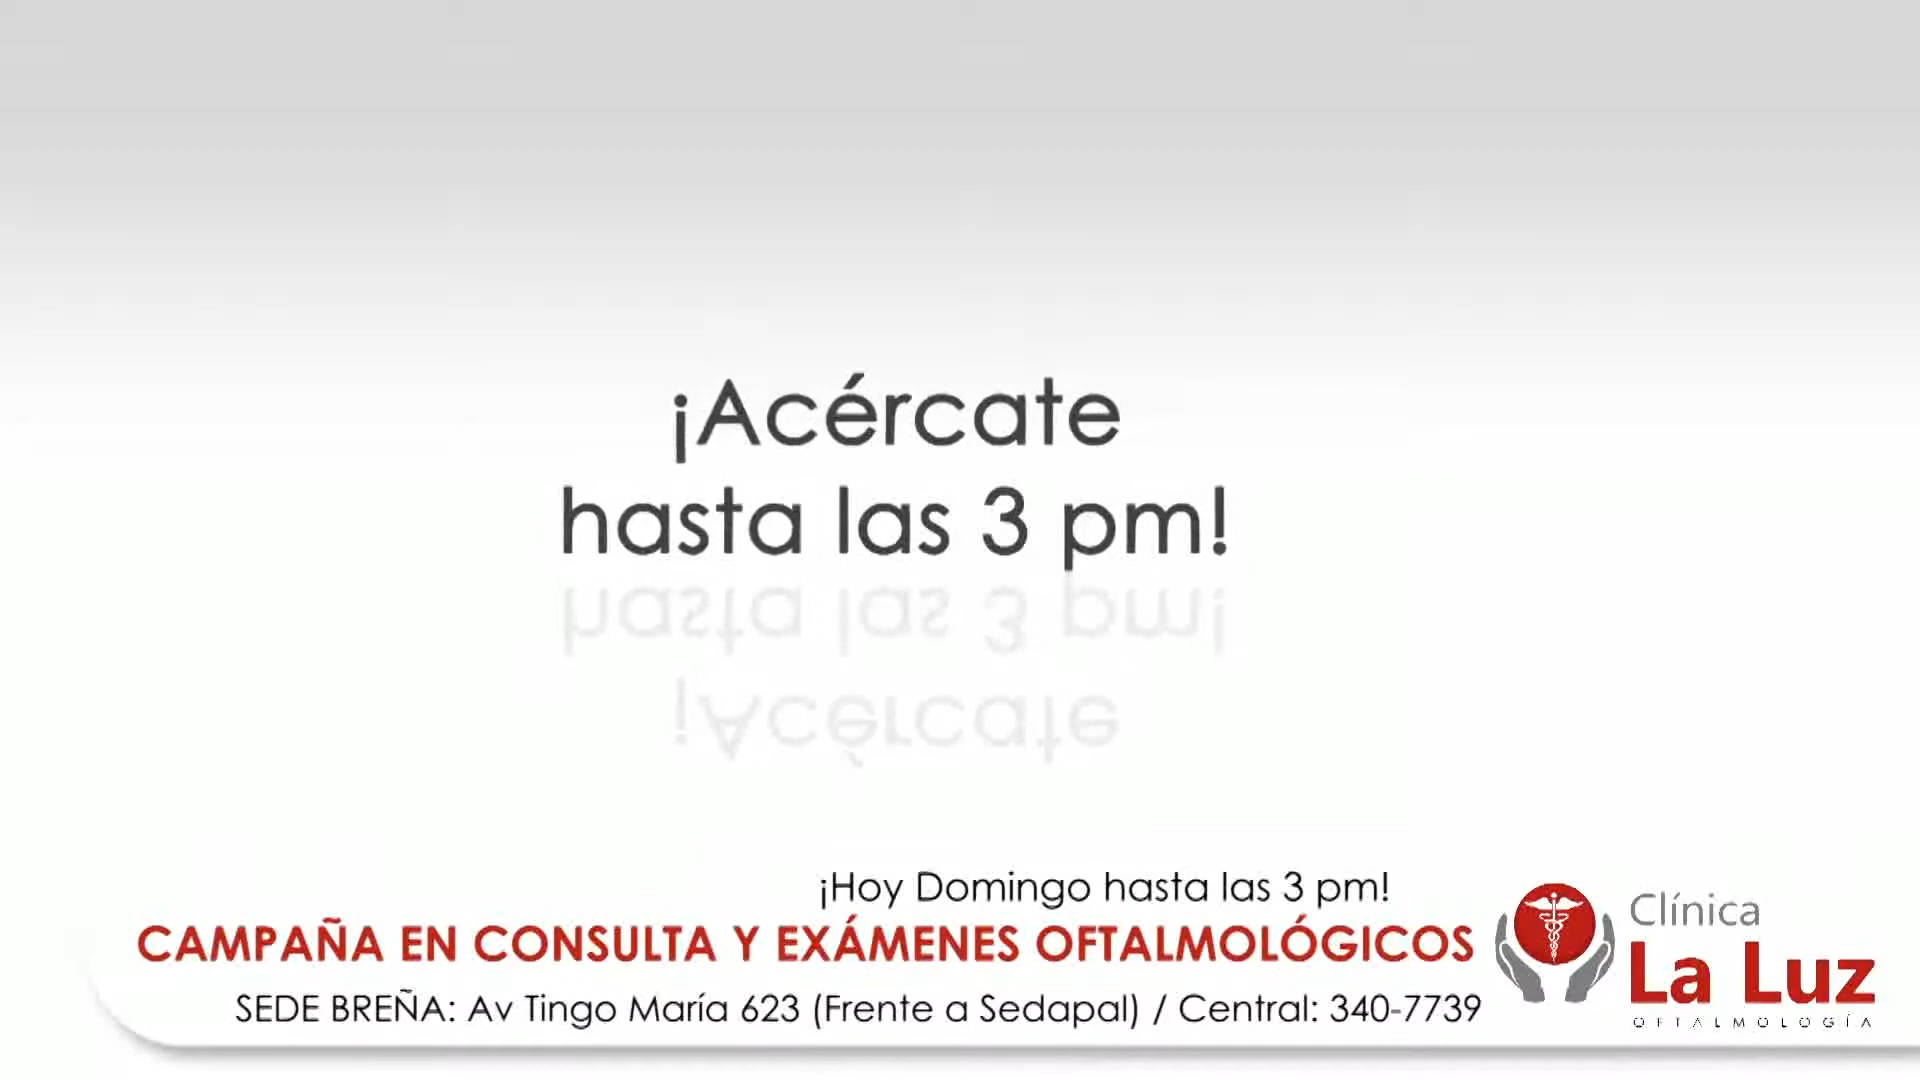 ¡Acércate
hasta las 3 pm!
¡Hoy Domingo hasta las 3 pm!
CAMPAÑA EN CONSULTA Y EXÁMENES OFTALMOLÓGICOS
SEDE BREÑA: Av Tingo María 623 (Frente a Sedapal) / Central: 340-7739
Clínica
La Luz
OFTALMOLOGÍA